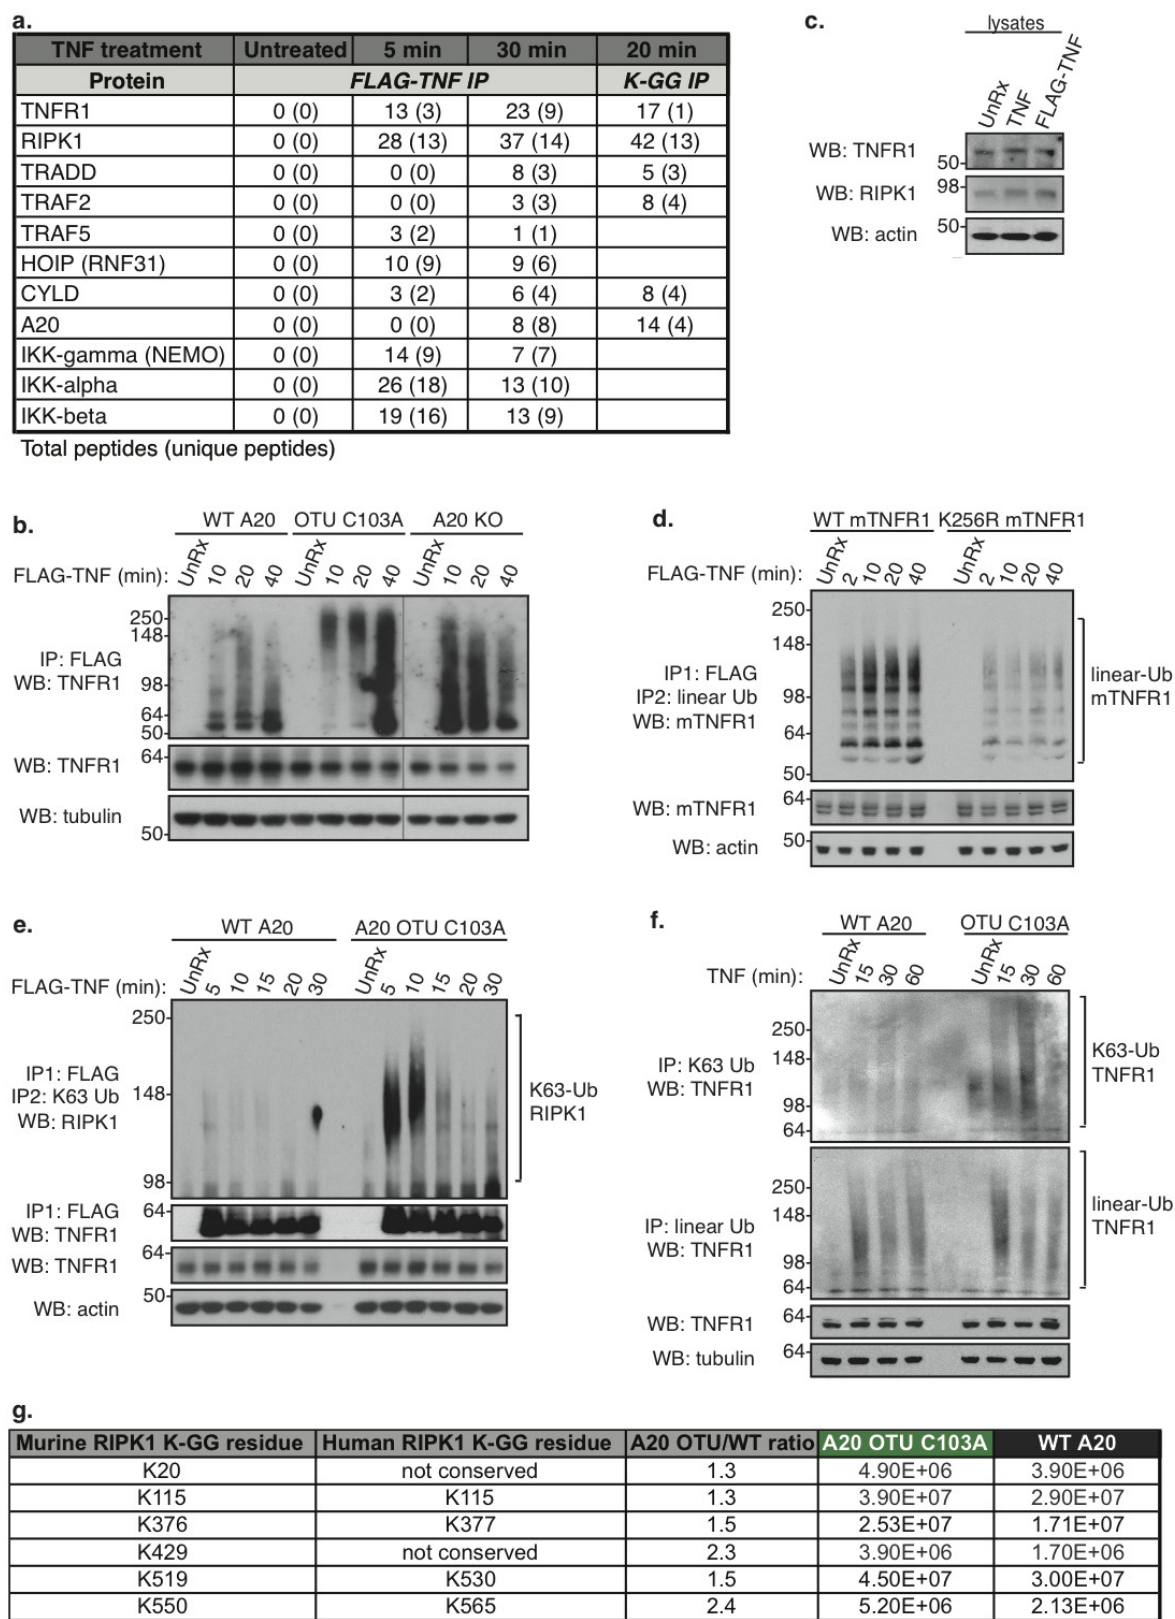 a.
TNF treatment Untreated 5 min 30 min 20 min
Protein FLAG-TNF IP K-GG IP
TNFR1 0 (0) 13 (3) 23 (9) 17 (1)
RIPK1 0 (0) 28 (13) 37 (14) 42 (13)
TRADD 0 (0) 0 (0) 8 (3) 5 (3)
TRAF2 0 (0) 0 (0) 3 (3) 8 (4)
TRAF5 0 (0) 3 (2) 1 (1)
HOIP (RNF31) 0 (0) 10 (9) 9 (6)
CYLD 0 (0) 3 (2) 6 (4) 8 (4)
A20 0 (0) 0 (0) 8 (8) 14 (4)
IKK-gamma (NEMO) 0 (0) 14 (9) 7 (7)
IKK-alpha 0 (0) 26 (18) 13 (10)
IKK-beta 0 (0) 19 (16) 13 (9)
Total peptides (unique peptides)
c.
lysates
UnRx TNF FLAG-TNF
WB: TNFR1 50
WB: RIPK1 98
WB: actin 50
b.
WT A20 OTU C103A A20 KO
FLAG-TNF (min): UnRx 10 20 40 UnRx 10 20 40 UnRx 10 20 40
250
148
IP: FLAG
WB: TNFR1
98
64
50
WB: TNFR1 64
WB: tubulin
50
d.
WT mTNFR1 K256R mTNFR1
FLAG-TNF (min): UnRx 2 10 20 40 UnRx 2 10 20 40
250
148
IP1: FLAG
IP2: linear Ub
WB: mTNFR1
98
64
50
linear-Ub
mTNFR1
WB: mTNFR1 64
WB: actin 50
e.
WT A20 A20 OTU C103A
FLAG-TNF (min): UnRx 5 10 15 20 30 UnRx 5 10 15 20 30
250
IP1: FLAG
IP2: K63 Ub
WB: RIPK1
148
98
K63-Ub
RIPK1
IP1: FLAG
WB: TNFR1
64
WB: TNFR1 64
WB: actin 50
f.
WT A20 OTU C103A
TNF (min): UnRx 15 30 60 UnRx 15 30 60
250
148
IP: K63 Ub
WB: TNFR1
98
64
K63-Ub
TNFR1
250
148
IP: linear Ub
WB: TNFR1
98
64
linear-Ub
TNFR1
WB: TNFR1 64
WB: tubulin 64
g.
Murine RIPK1 K-GG residue Human RIPK1 K-GG residue A20 OTU/WT ratio A20 OTU C103A WT A20
K20 not conserved 1.3 4.90E+06 3.90E+06
K115 K115 1.3 3.90E+07 2.90E+07
K376 K377 1.5 2.53E+07 1.71E+07
K429 not conserved 2.3 3.90E+06 1.70E+06
K519 K530 1.5 4.50E+07 3.00E+07
K550 K565 2.4 5.20E+06 2.13E+06